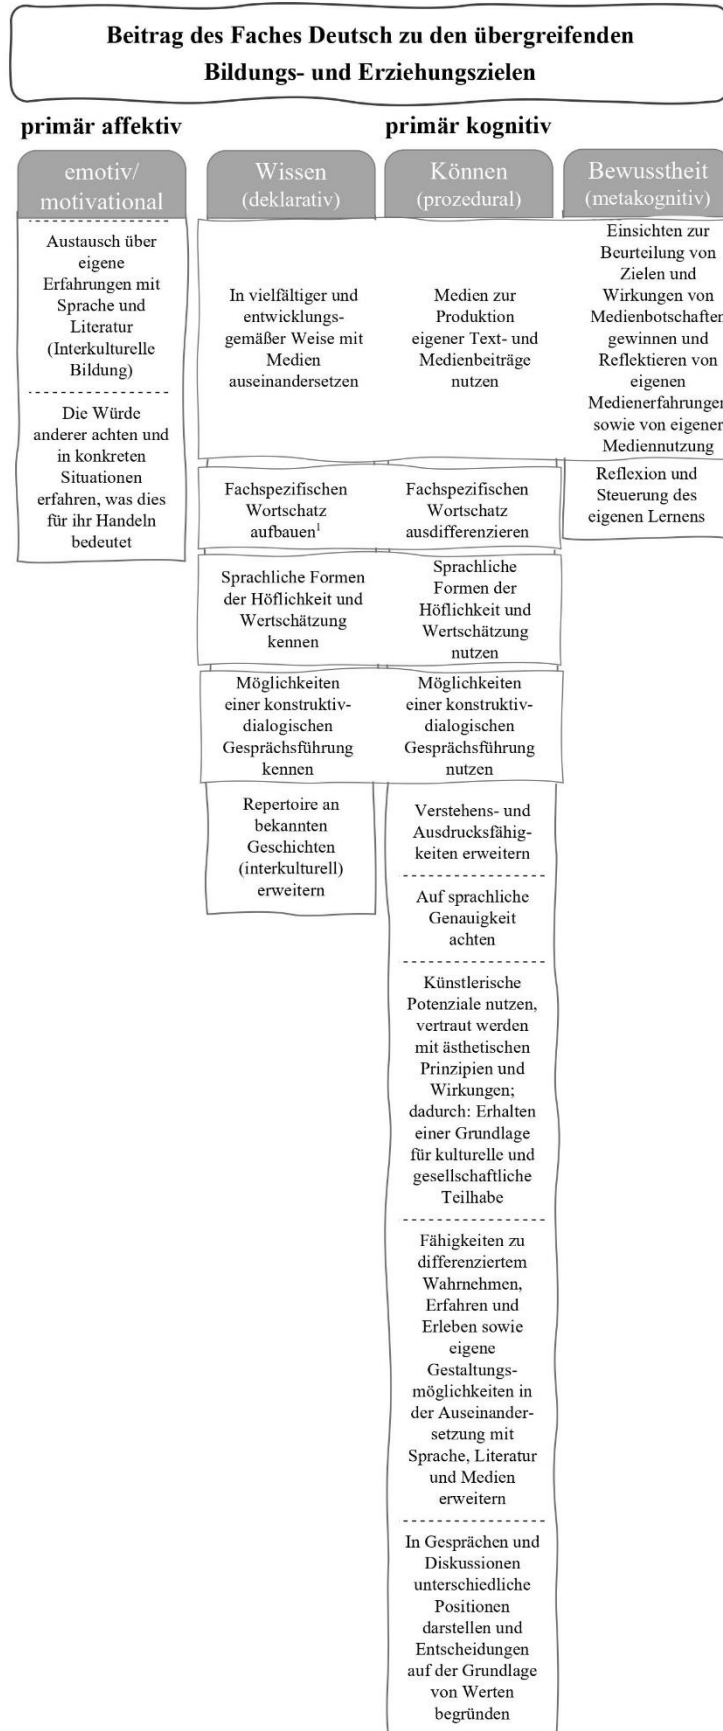 Beitrag des Faches Deutsch zu den übergreifenden
Bildungs- und Erziehungszielen
primär affektiv
primär kognitiv
emotiv/
motivational
Wissen
(deklarativ)
Können
(prozedural)
Bewusstheit
(metakognitiv)
Austausch über
eigene
Erfahrungen mit
Sprache und
Literatur
(Interkulturelle
Bildung)
Die Würde
anderer achten und
in konkreten
Situationen
erfahren, was dies
für ihr Handeln
bedeutet
In vielfältiger und
entwicklungs-
gemäßer Weise mit
Medien
auseinandersetzen
Medien zur
Produktion
eigener Text- und
Medienbeiträge
nutzen
Einsichten zur
Beurteilung von
Zielen und
Wirkungen von
Medienbotschaften
gewinnen und
Reflektieren von
eigenen
Medienerfahrungen
sowie von eigener
Mediennutzung
Fachspezifischen
Wortschatz
aufbauen¹
Fachspezifischen
Wortschatz
ausdifferenzieren
Reflexion und
Steuerung des
eigenen Lernens
Sprachliche Formen
der Höflichkeit und
Wertschätzung
kennen
Sprachliche
Formen der
Höflichkeit und
Wertschätzung
nutzen
Möglichkeiten
einer konstruktiv-
dialogischen
Gesprächsführung
kennen
Möglichkeiten
einer konstruktiv-
dialogischen
Gesprächsführung
nutzen
Repertoire an
bekannten
Geschichten
(interkulturell)
erweitern
Verstehens- und
Ausdrucksfähig-
keiten erweitern
Auf sprachliche
Genauigkeit
achten
Künstlerische
Potenziale nutzen,
vertraut werden
mit ästhetischen
Prinzipien und
Wirkungen;
dadurch: Erhalten
einer Grundlage
für kulturelle und
gesellschaftliche
Teilhabe
Fähigkeiten zu
differenziertem
Wahrnehmen,
Erfahren und
Erleben sowie
eigene
Gestaltungs-
möglichkeiten in
der Auseinander-
setzung mit
Sprache, Literatur
und Medien
erweitern
In Gesprächen und
Diskussionen
unterschiedliche
Positionen
darstellen und
Entscheidungen
auf der Grundlage
von Werten
begründen